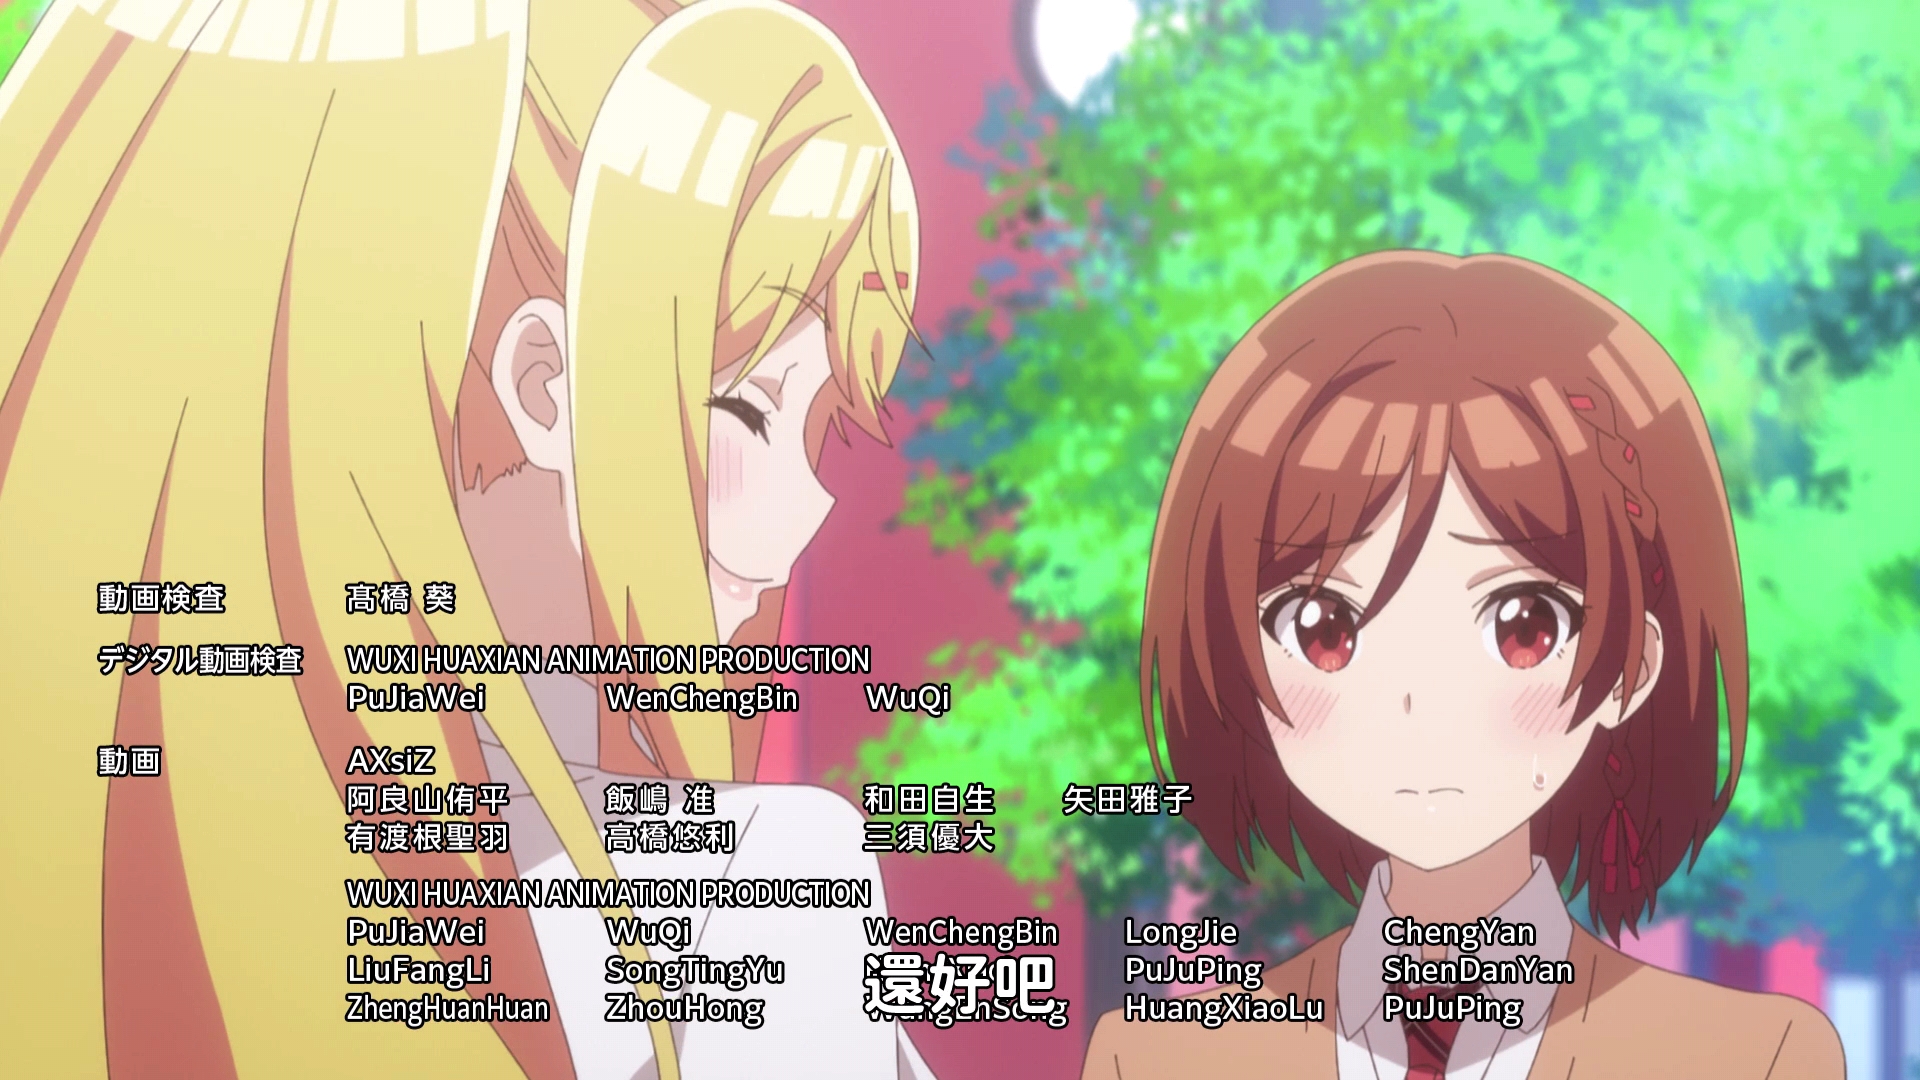 動画検査 髙橋 葵
デジタル動画検査 WUXI HUAXIAN ANIMATION PRODUCTION
PuJiaWei WenChengBin WuQi
動画 AXsiZ
阿良山侑平 飯嶋 准 和田自生 矢田雅子
有渡根聖羽 高橋悠利 三須優大
WUXI HUAXIAN ANIMATION PRODUCTION
PuJiaWei WuQi WenChengBin LongJie ChengYan
LiuFangLi SongTingYu PuJuPing ShenDanYan
ZhengHuanHuan ZhouHong HuangXiaoLu PuJuPing
還好吧